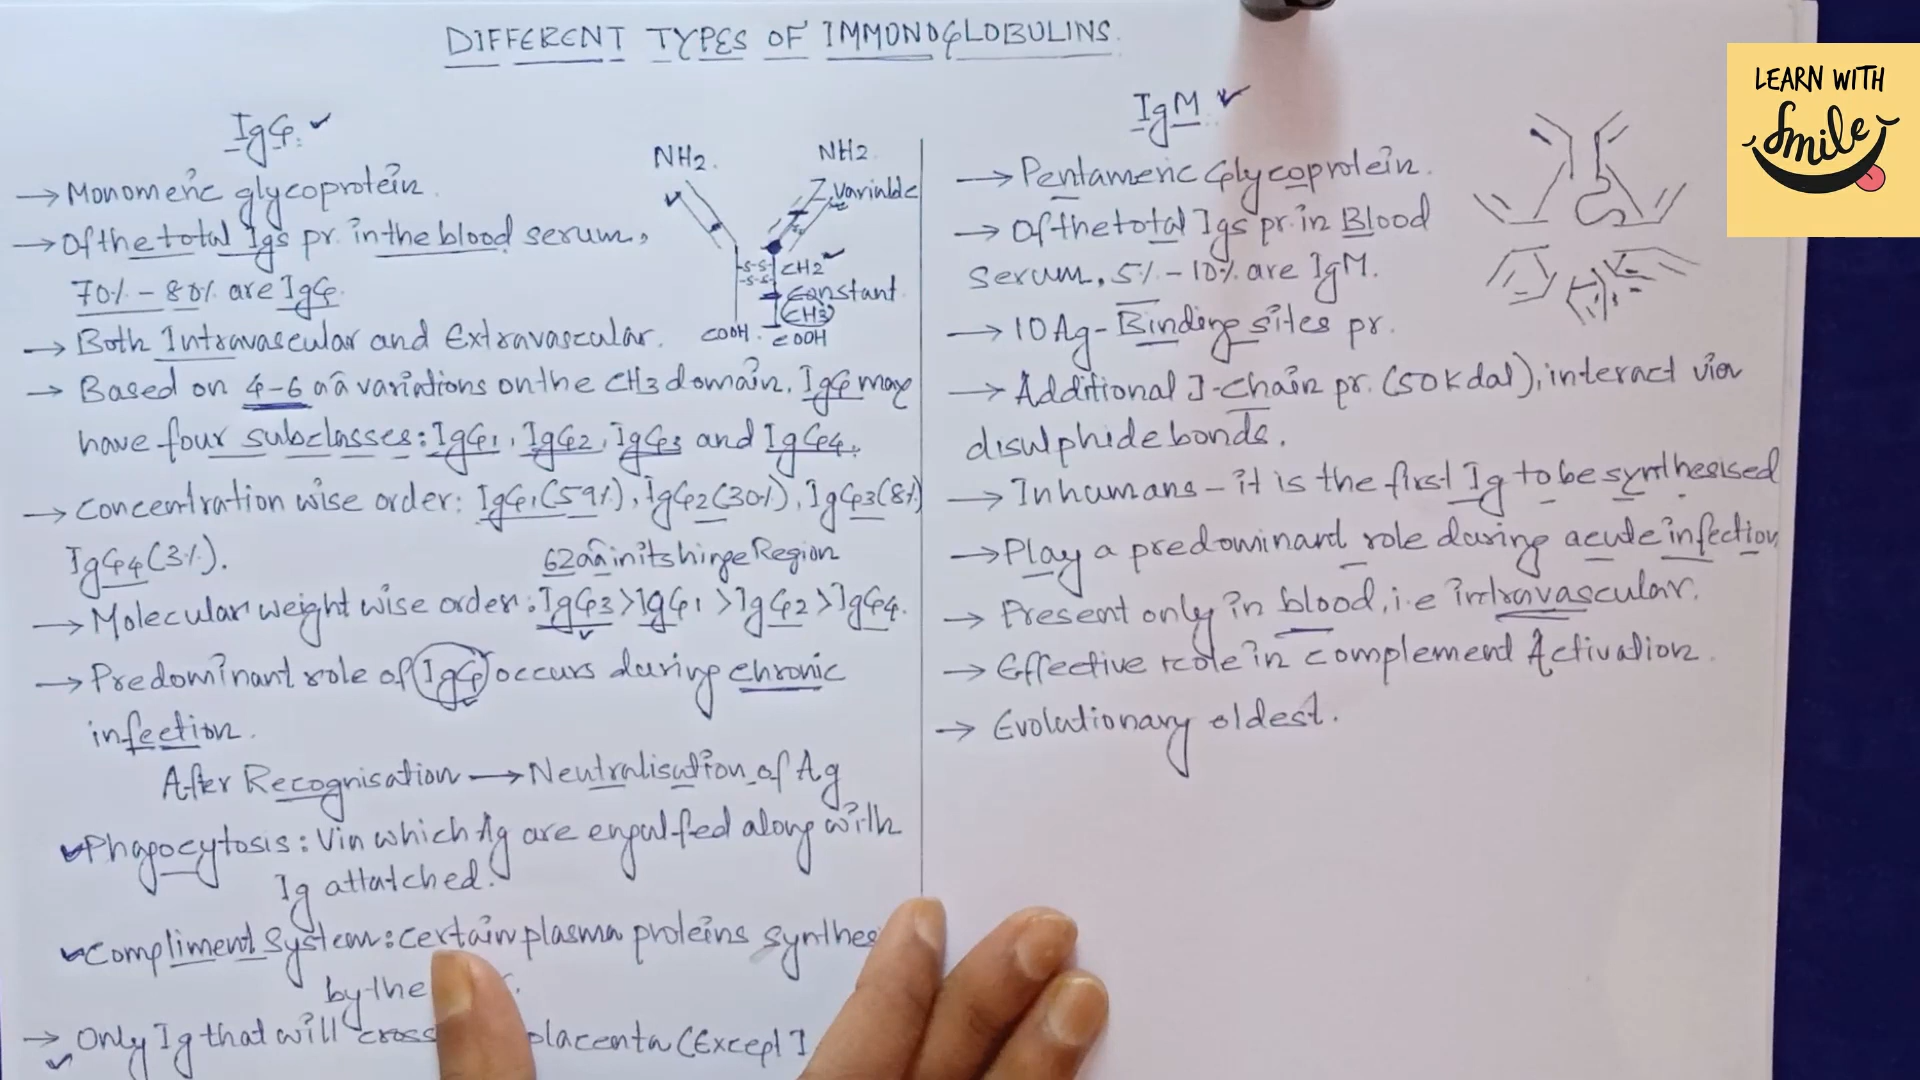 DIFFERENT TYPES OF IMMUNOGLOBULINS.
LEARN WITH
Smile
IgG.
→ Monomeric glycoprotein.
→ Of the total Igs pr. in the blood serum,
70% - 80% are IgG.
→ Both Intravascular and Extravascular.
→ Based on 4-6 aa variations on the CH3 domain, IgG may
have four subclasses: IgG1, IgG2, IgG3 and IgG4.
→ Concentration wise order: IgG1(59%), IgG2(30%), IgG3(8%)
IgG4(3%).
62aa in its hinge Region
→ Molecular weight wise order: IgG3 > IgG1 > IgG2 > IgG4.
→ Predominant role of IgG occurs during chronic
infection.
After Recognisation → Neutralisation of Ag
Phagocytosis: Via which Ag are engulfed along with
Ig attatched.
Compliment System: Certain plasma proteins
by the
→ Only Ig that will cross placenta (Except
NH2. NH2
variable
-S-S- CH2
-S-S-
Constant
CH3
COOH. COOH
IgM
→ Pentameric Glycoprotein.
→ Of the total Igs pr. in Blood
Serum, 5% - 10% are IgM.
→ 10 Ag-Binding sites pr.
→ Additional J-chain pr. (50Kdal), interact via
disulphide bonds.
→ In humans - it is the first Ig to be synthesised
→ Play a predominant role during acute infection
→ Present only in blood, i.e intravascular.
→ Effective role in complement Activation.
→ Evolutionary oldest.